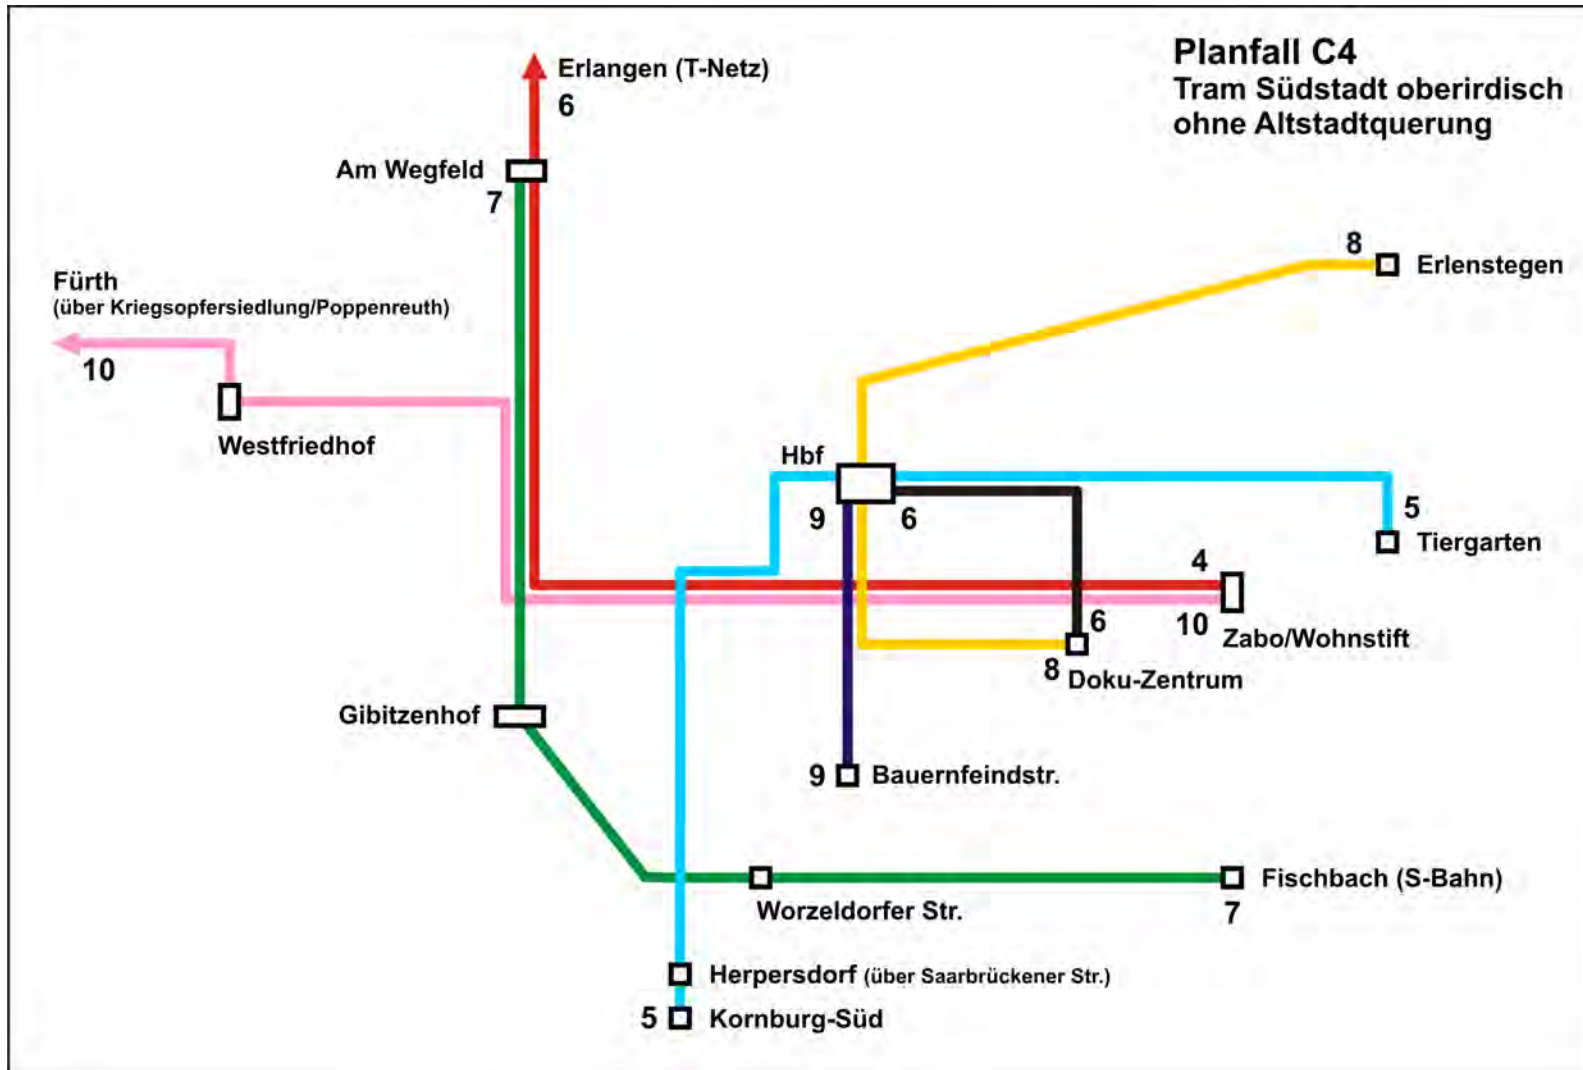 Planfall C4
Tram Südstadt oberirdisch
ohne Altstadtquerung
Erlangen (T-Netz)
6
Am Wegfeld
7
8
Erlenstegen
Fürth
(über Kriegsopfersiedlung/Poppenreuth)
10
Westfriedhof
Hbf
9
6
5
Tiergarten
4
10
Zabo/Wohnstift
6
8
Doku-Zentrum
Gibitzenhof
9
Bauernfeindstr.
Worzeldorfer Str.
Fischbach (S-Bahn)
7
Herpersdorf (über Saarbrückener Str.)
5
Kornburg-Süd